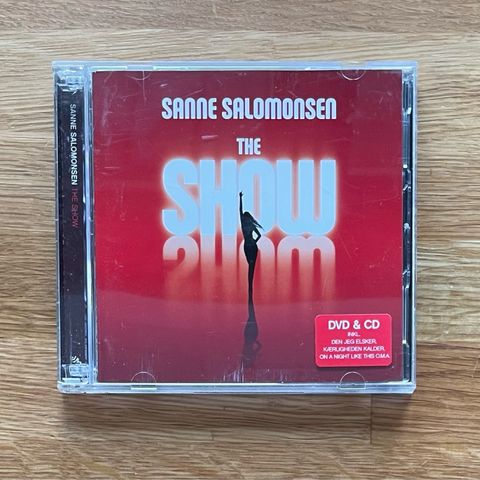 SANNE SALOMONSEN THE SHOW
SANNE SALOMONSEN
THE
SHOW
DVD & CD
INKL.
DEN JEG ELSKER,
KÆRLIGHEDEN KALDER,
ON A NIGHT LIKE THIS O.M.A.